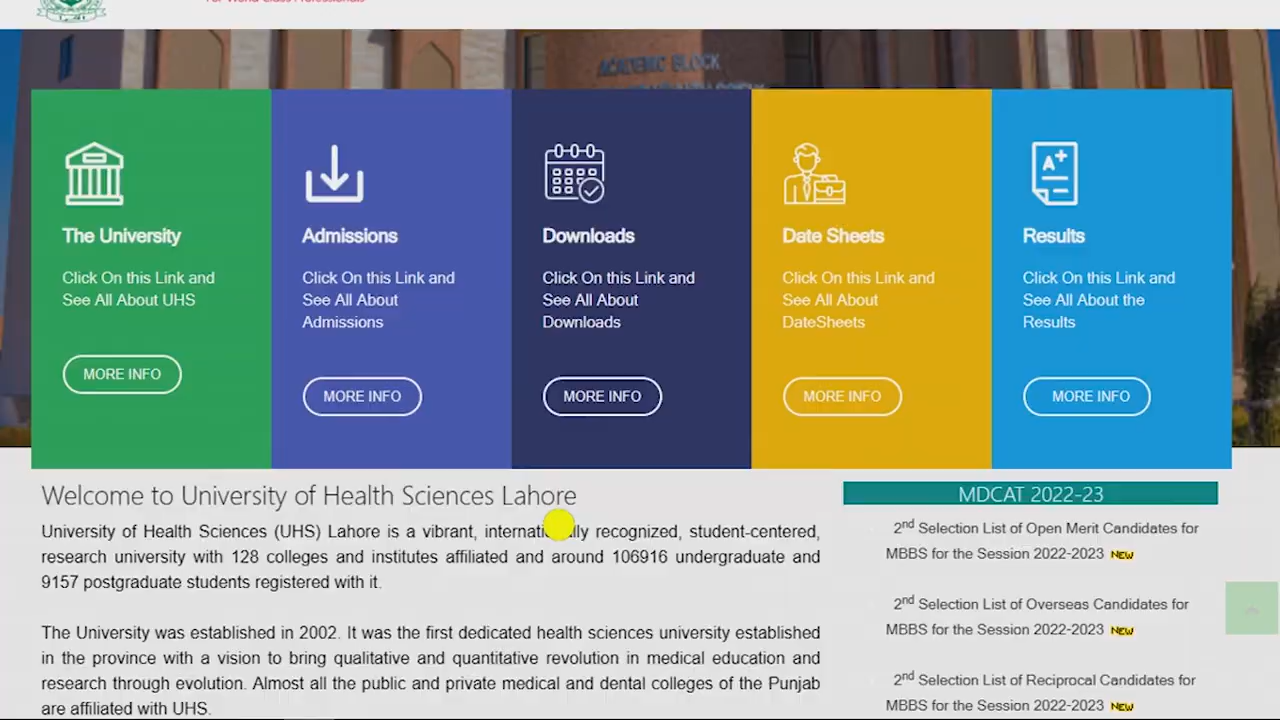 For World Class Professionals
ACADEMIC BLOCK
The University
Click On this Link and
See All About UHS
MORE INFO
Admissions
Click On this Link and
See All About
Admissions
MORE INFO
Downloads
Click On this Link and
See All About
Downloads
MORE INFO
Date Sheets
Click On this Link and
See All About
DateSheets
MORE INFO
A+
Results
Click On this Link and
See All About the
Results
MORE INFO
Welcome to University of Health Sciences Lahore
University of Health Sciences (UHS) Lahore is a vibrant, internationally recognized, student-centered,
research university with 128 colleges and institutes affiliated and around 106916 undergraduate and
9157 postgraduate students registered with it.
The University was established in 2002. It was the first dedicated health sciences university established
in the province with a vision to bring qualitative and quantitative revolution in medical education and
research through evolution. Almost all the public and private medical and dental colleges of the Punjab
are affiliated with UHS.
MDCAT 2022-23
2nd Selection List of Open Merit Candidates for
MBBS for the Session 2022-2023 NEW
2nd Selection List of Overseas Candidates for
MBBS for the Session 2022-2023 NEW
2nd Selection List of Reciprocal Candidates for
MBBS for the Session 2022-2023 NEW